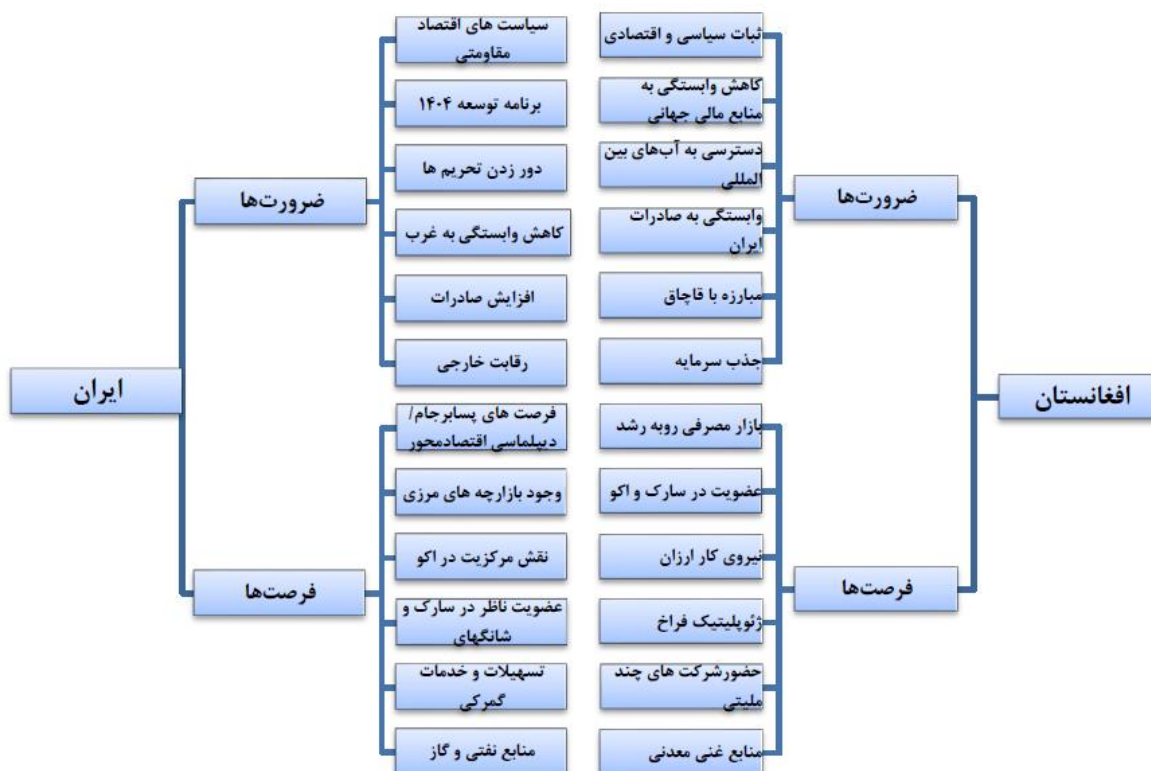 افغانستان
ضرورت‌ها
ثبات سیاسی و اقتصادی
کاهش وابستگی به
منابع مالی جهانی
دسترسی به آب‌های بین
المللی
وابستگی به صادرات
ایران
مبارزه با قاچاق
جذب سرمایه
فرصت‌ها
بازار مصرفی روبه رشد
عضویت در سارک و اکو
نیروی کار ارزان
ژئوپلیتیک فراخ
حضورشرکت های چند
ملیتی
منابع غنی معدنی
ایران
ضرورت‌ها
سیاست های اقتصاد
مقاومتی
برنامه توسعه ۱۴۰۴
دور زدن تحریم ها
کاهش وابستگی به غرب
افزایش صادرات
رقابت خارجی
فرصت‌ها
فرصت های پسابرجام/
دیپلماسی اقتصادمحور
وجود بازارچه های مرزی
نقش مرکزیت در اکو
عضویت ناظر در سارک و
شانگهای
تسهیلات و خدمات
گمرکی
منابع نفتی و گاز